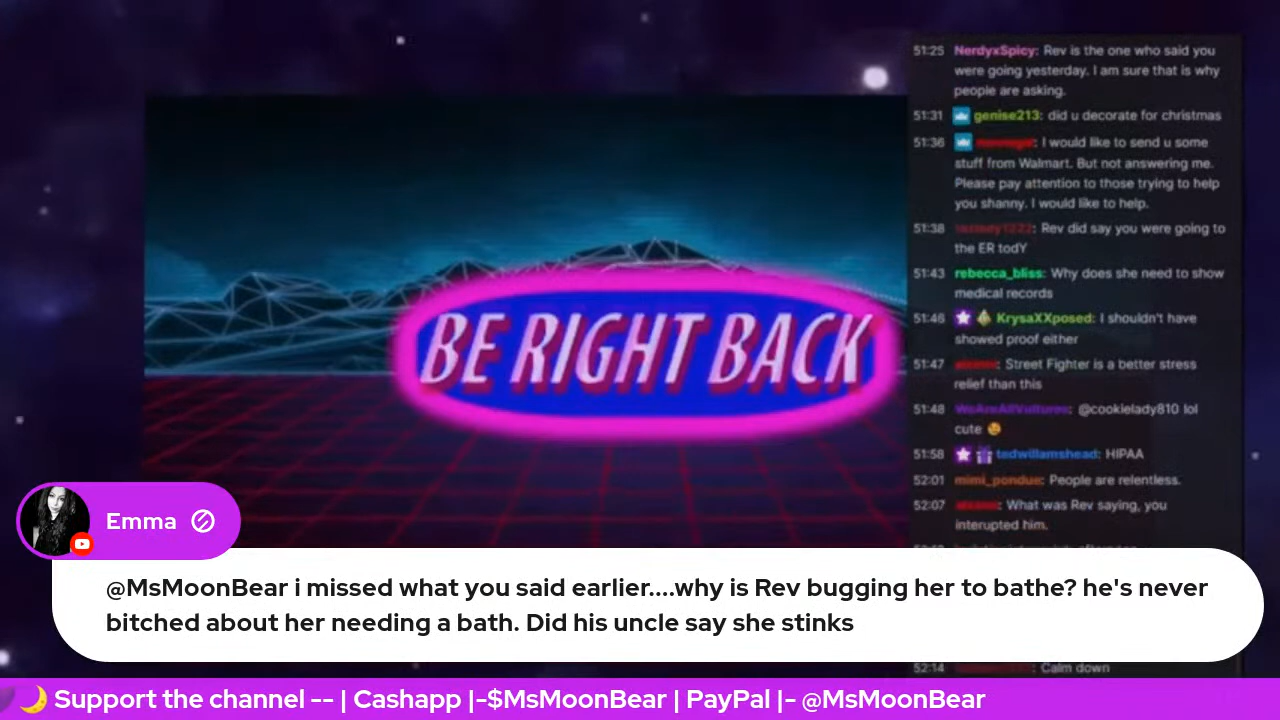 51:25 NerdyxSpicy: Rev is the one who said you
were going yesterday. I am sure that is why
people are asking.
51:31 genise213: did u decorate for christmas
51:36 : I would like to send u some
stuff from Walmart. But not answering me.
Please pay attention to those trying to help
you shanny. I would like to help.
51:38 : Rev did say you were going to
the ER todY
51:43 rebecca_bliss: Why does she need to show
medical records
51:46 KrysaXXposed: I shouldn't have
showed proof either
51:47 : Street Fighter is a better stress
relief than this
51:48 WeAreAllVultures: @cookielady810 lol
cute
51:58 tedwillamshead: HIPAA
52:01 mimi_pondue: People are relentless.
52:07 : What was Rev saying, you
interupted him.
BE RIGHT BACK
Emma
@MsMoonBear i missed what you said earlier....why is Rev bugging her to bathe? he's never
bitched about her needing a bath. Did his uncle say she stinks
52:14 : Calm down
Support the channel -- | Cashapp |-$MsMoonBear | PayPal |- @MsMoonBear